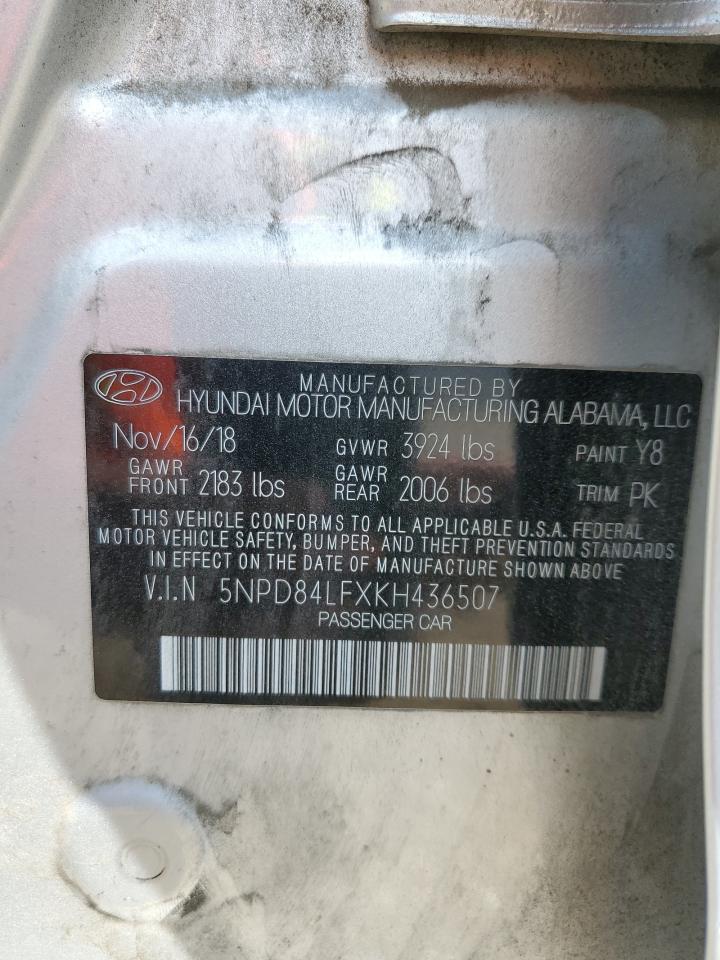 MANUFACTURED BY
HYUNDAI MOTOR MANUFACTURING ALABAMA, LLC
Nov/16/18 GVWR 3924 lbs PAINT Y8
GAWR FRONT 2183 lbs GAWR REAR 2006 lbs TRIM PK
THIS VEHICLE CONFORMS TO ALL APPLICABLE U.S.A. FEDERAL
MOTOR VEHICLE SAFETY, BUMPER, AND THEFT PREVENTION STANDARDS
IN EFFECT ON THE DATE OF MANUFACTURE SHOWN ABOVE
V.I.N 5NPD84LFXKH436507
PASSENGER CAR